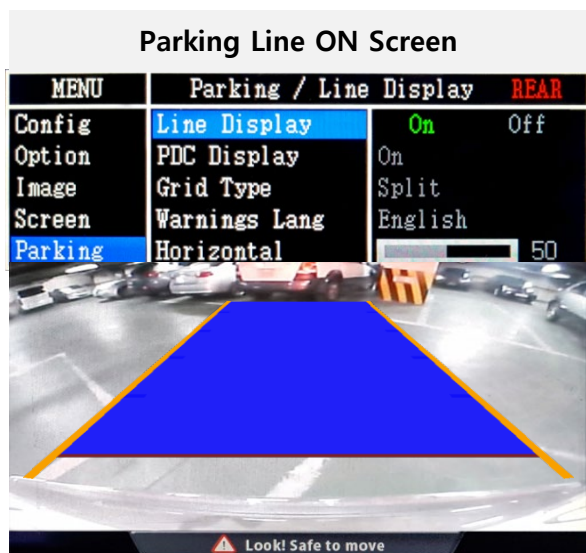 Parking Line ON Screen
MENU Parking / Line Display REAR
Config Line Display On Off
Option PDC Display On
Image Grid Type Split
Screen Warnings Lang English
Parking Horizontal 50
Look! Safe to move